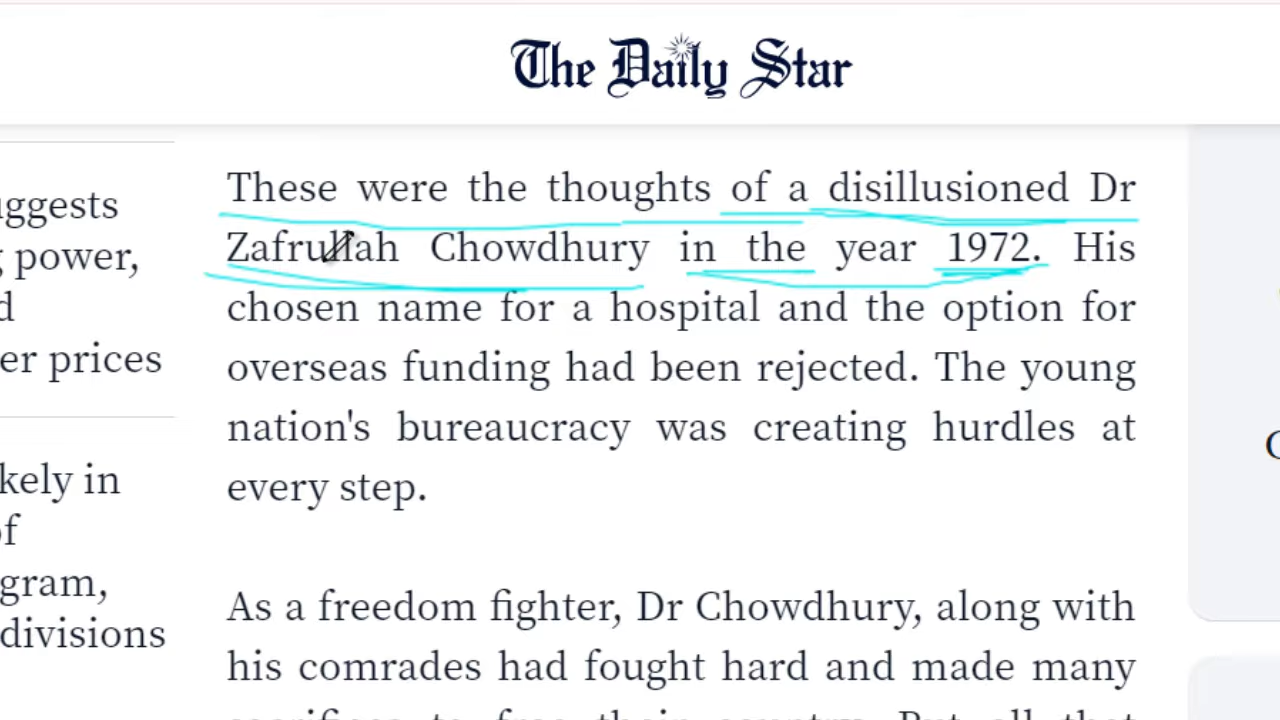 The Daily Star
These were the thoughts of a disillusioned Dr
Zafrullah Chowdhury in the year 1972. His
chosen name for a hospital and the option for
overseas funding had been rejected. The young
nation's bureaucracy was creating hurdles at
every step.
As a freedom fighter, Dr Chowdhury, along with
his comrades had fought hard and made many
uggests
power,
er prices
kely in
of
gram,
divisions